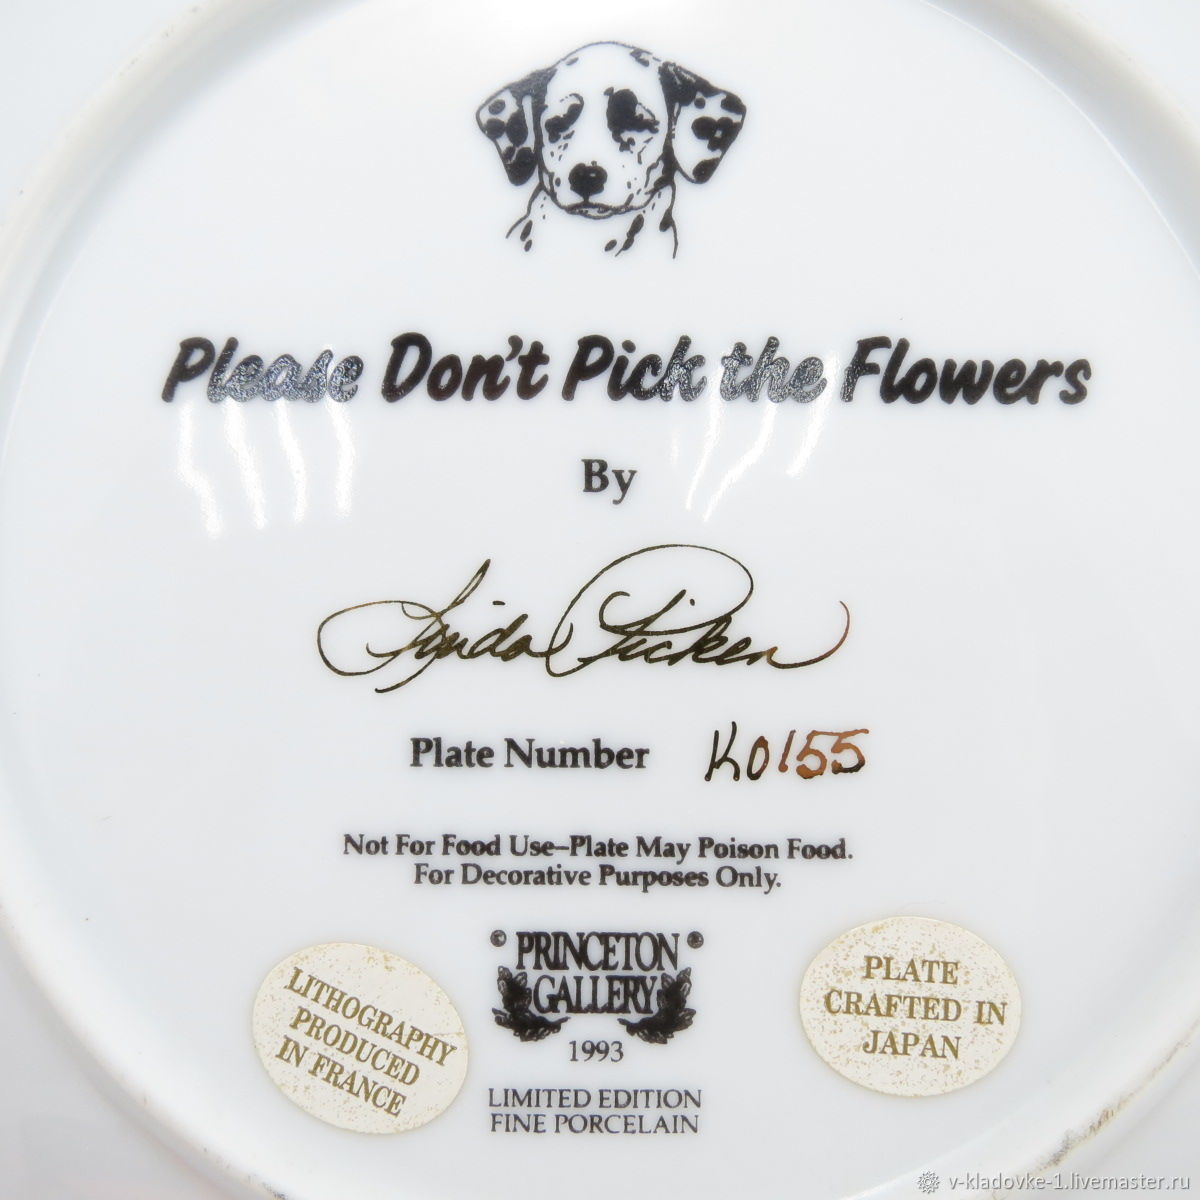 Please Don't Pick the Flowers
By
Linda Picken
Plate Number K0155
Not For Food Use–Plate May Poison Food.
For Decorative Purposes Only.
© PRINCETON ®
GALLERY
1993
LIMITED EDITION
FINE PORCELAIN
LITHOGRAPHY
PRODUCED
IN FRANCE
PLATE
CRAFTED IN
JAPAN
v-kladovke-1.livemaster.ru